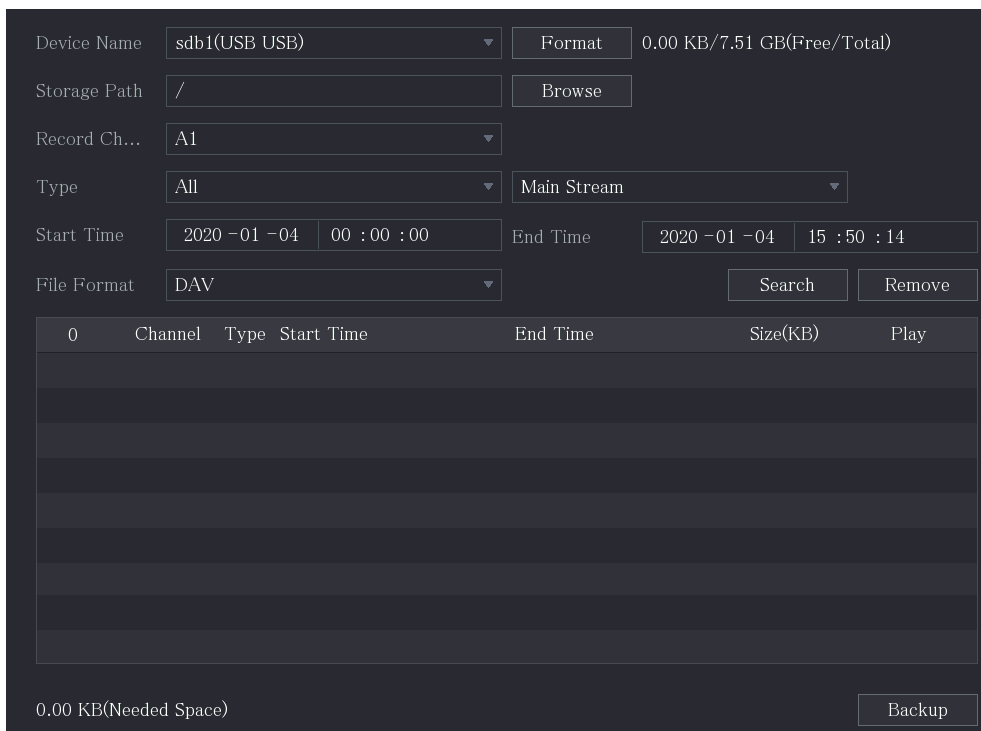 Device Name sdb1(USB USB) Format 0.00 KB/7.51 GB(Free/Total)
Storage Path / Browse
Record Ch... A1
Type All Main Stream
Start Time 2020 -01 -04 00 :00 :00 End Time 2020 -01 -04 15 :50 :14
File Format DAV Search Remove
0 Channel Type Start Time End Time Size(KB) Play
0.00 KB(Needed Space) Backup